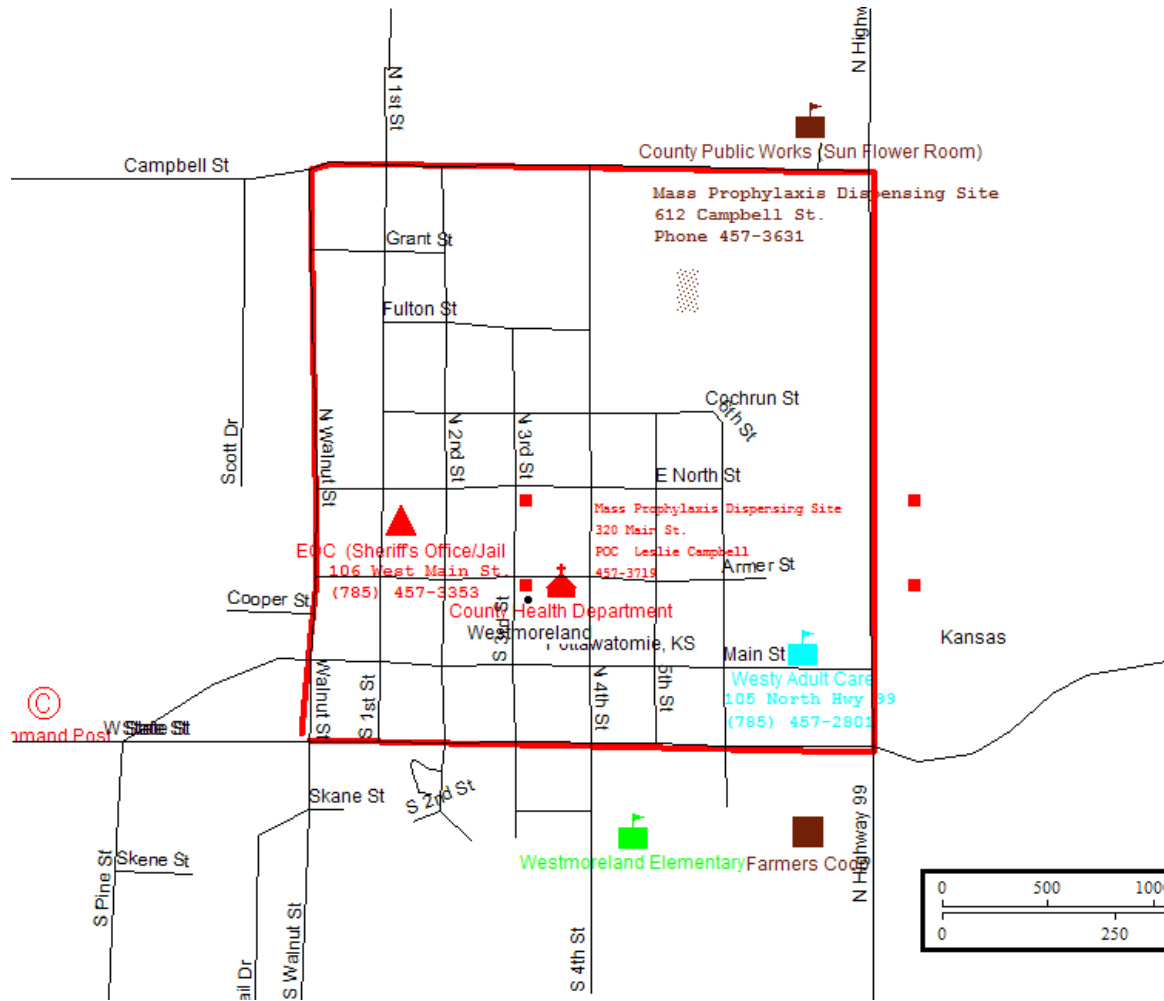 N Highw
N 1st St
Campbell St
County Public Works (Sun Flower Room)
Mass Prophylaxis Dispensing Site
612 Campbell St.
Phone 457-3631
Grant St
Fulton St
Cochrun St
6th St
Scott Dr
N Walnut St
N 2nd St
N 3rd St
E North St
Mass Prophylaxis Dispensing Site
320 Main St.
POC Leslie Campbell
457-3719
EOC (Sheriff's Office/Jail
106 West Main St.
(785) 457-3353
Armer St
Cooper St
County Health Department
S 3rd St
Westmoreland
Pottawatomie, KS
Kansas
Main St
Westy Adult Care
105 North Hwy 99
(785) 457-2801
Walnut St
S 1st St
N 4th St
5th St
C
mmand Post
W State St
Skane St
S 2nd St
Skene St
S Pine St
S Walnut St
ail Dr
Westmoreland Elementary
Farmers Coop
N Highway 99
S 4th St
0 500 1000
0 250